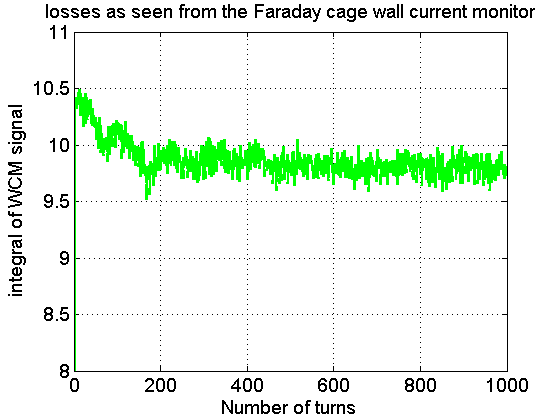 losses as seen from the Faraday cage wall current monitor
11
10.5
10
9.5
9
8.5
8
integral of WCM signal
0 200 400 600 800 1000
Number of turns